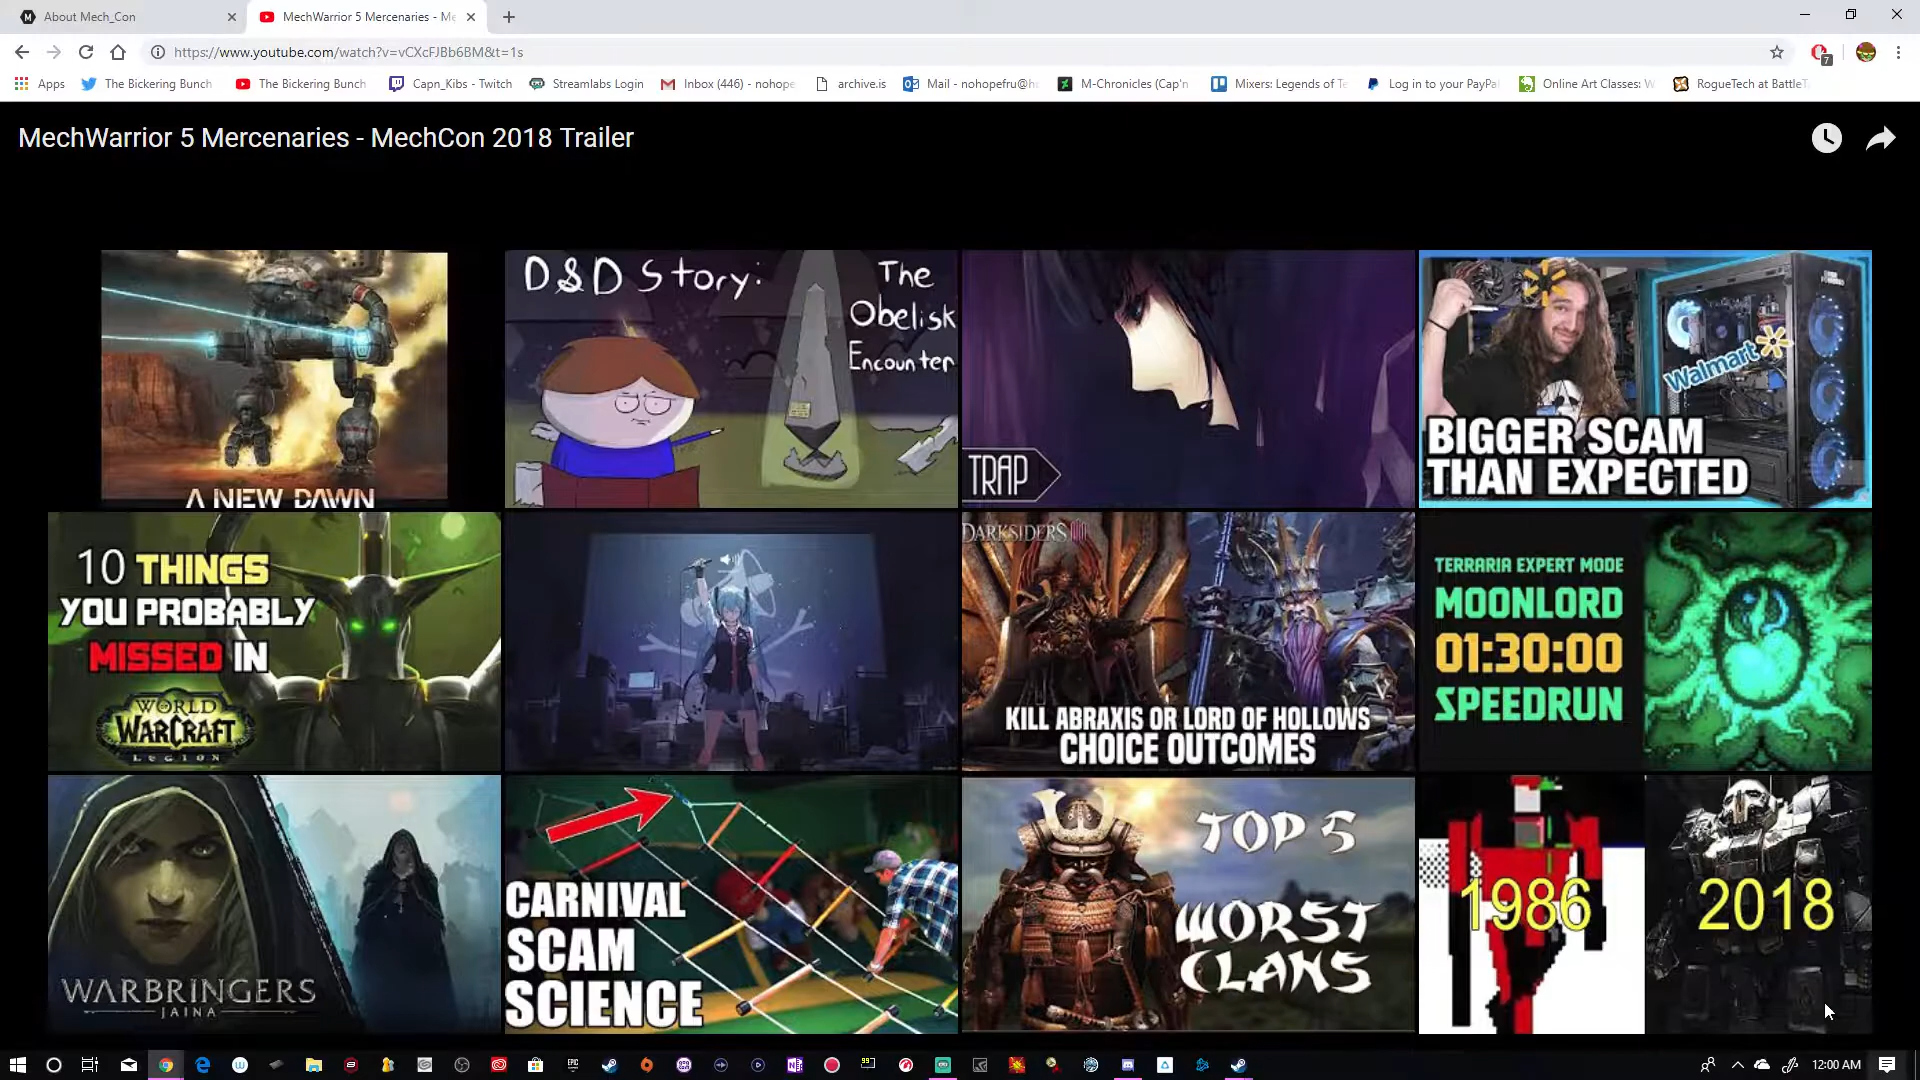 About Mech_Con
MechWarrior 5 Mercenaries - Me
https://www.youtube.com/watch?v=vCXcFJBb6BM&t=1s
7
Apps
The Bickering Bunch
The Bickering Bunch
Capn_Kibs - Twitch
Streamlabs Login
Inbox (446) - nohope
archive.is
Mail - nohopefru@h
M-Chronicles (Cap'n
Mixers: Legends of Te
Log in to your PayPa
Online Art Classes: W
RogueTech at BattleT
MechWarrior 5 Mercenaries - MechCon 2018 Trailer
A NEW DAWN
D&D Story:
The
Obelisk
Encounter
TRAP
Walmart
BIGGER SCAM
THAN EXPECTED
10 THINGS
YOU PROBABLY
MISSED IN
WORLD
WARCRAFT
LEGION
DARKSIDERS III
KILL ABRAXIS OR LORD OF HOLLOWS
CHOICE OUTCOMES
TERRARIA EXPERT MODE
MOONLORD
01:30:00
SPEEDRUN
WARBRINGERS
JAINA
CARNIVAL
SCAM
SCIENCE
TOP 5
WORST
CLANS
1986
2018
12:00 AM